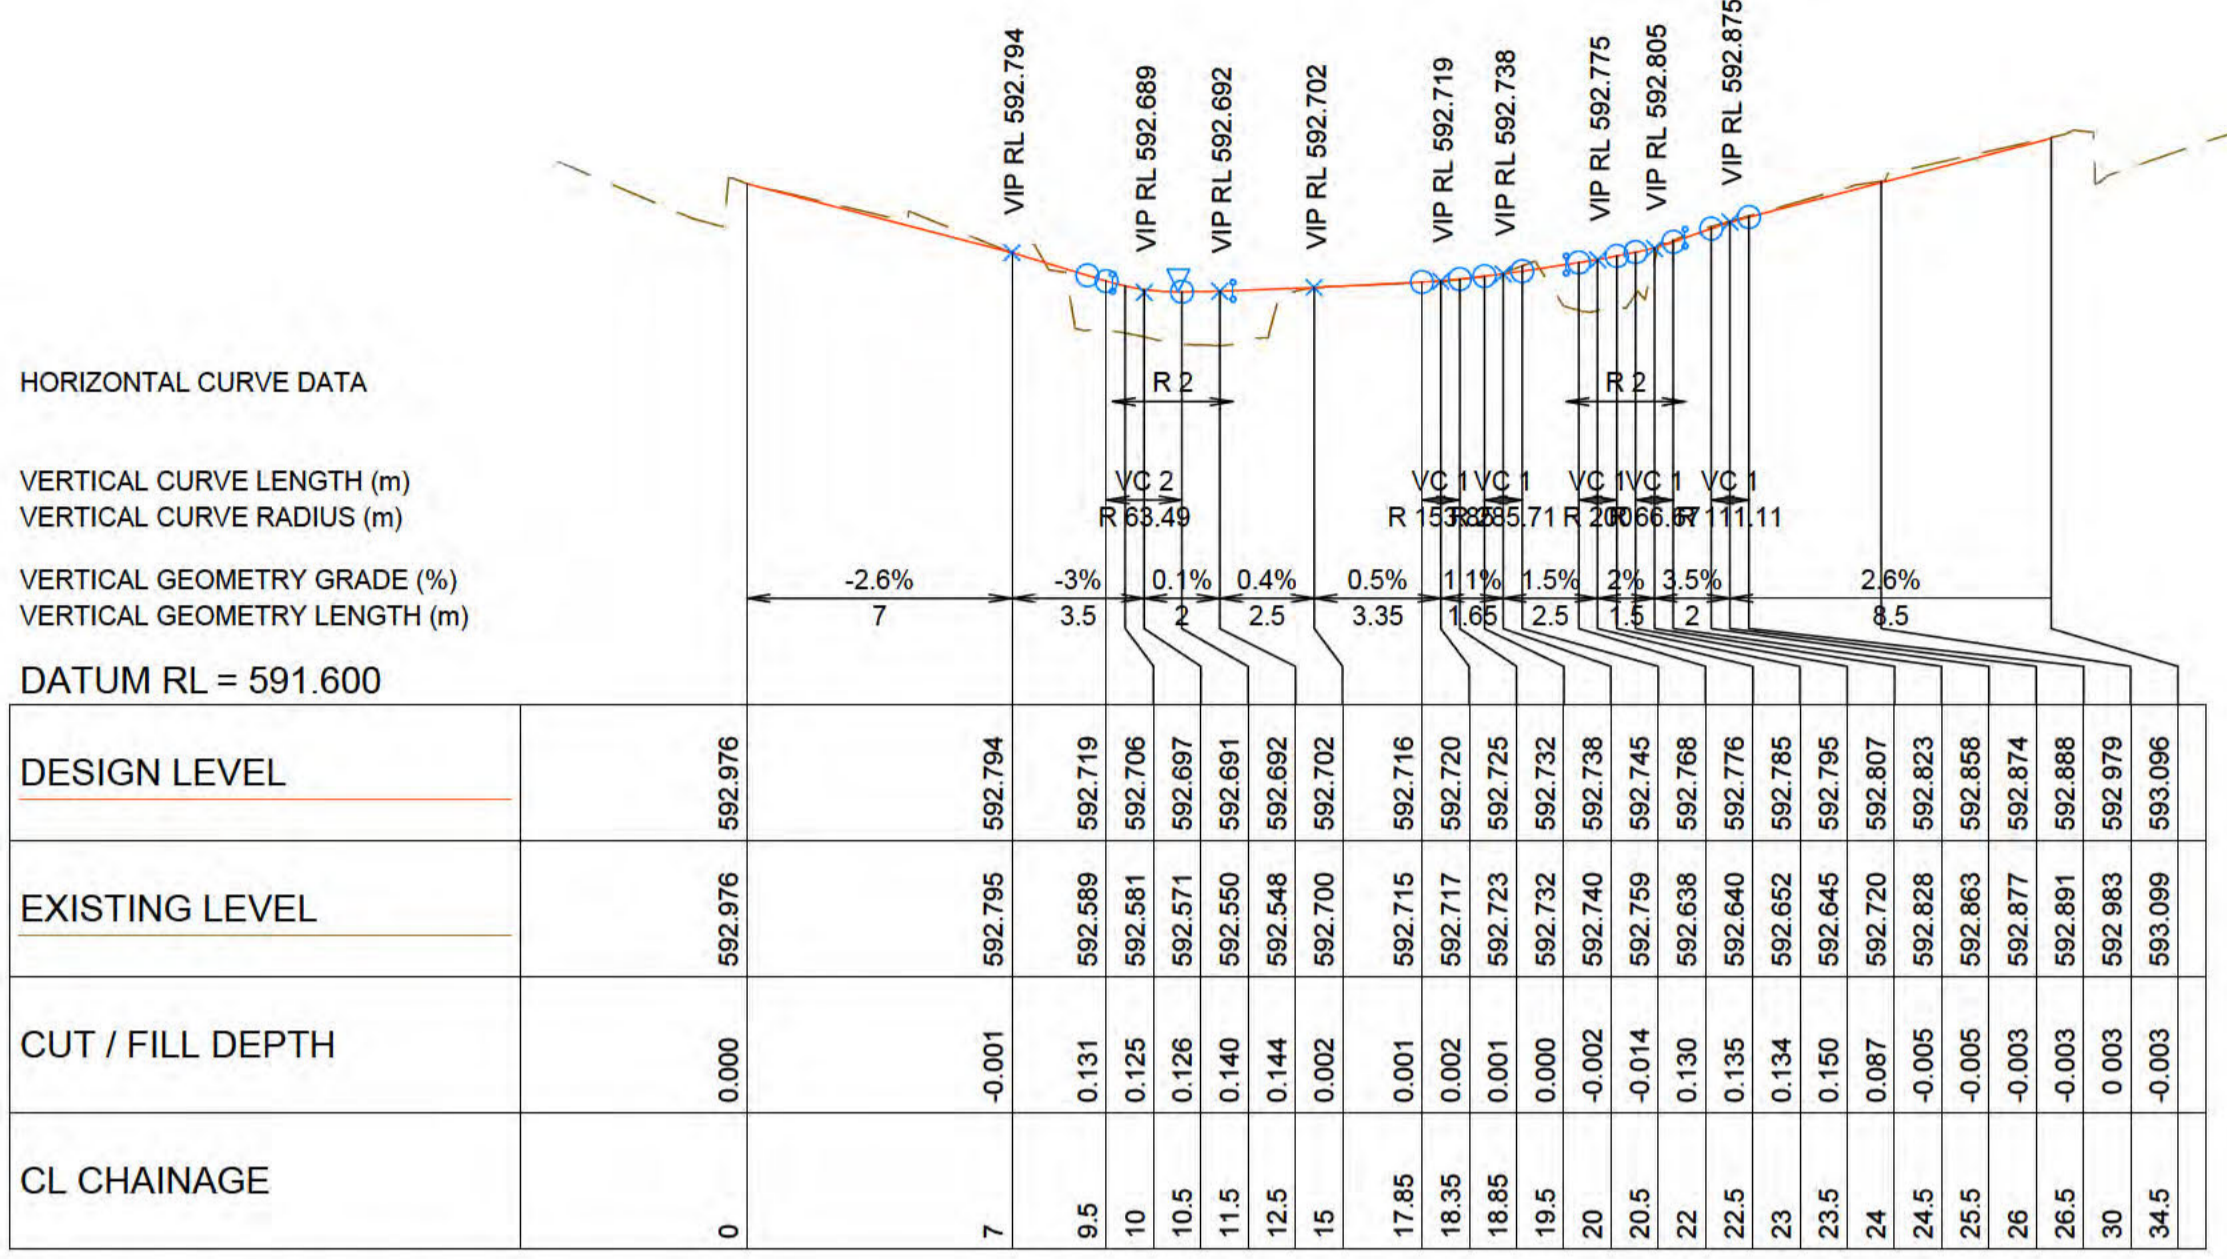 VIP RL 592.794
VIP RL 592.689
VIP RL 592.692
VIP RL 592.702
VIP RL 592.719
VIP RL 592.738
VIP RL 592.775
VIP RL 592.805
VIP RL 592.875
HORIZONTAL CURVE DATA R 2 R 2
VERTICAL CURVE LENGTH (m) VC 2 VC 1 VC 1 VC 1 VC 1 VC 1
VERTICAL CURVE RADIUS (m) R 63.49 R 111.11
VERTICAL GEOMETRY GRADE (%) -2.6% -3% 0.1% 0.4% 0.5% 1.1% 1.5% 2% 3.5% 2.6%
VERTICAL GEOMETRY LENGTH (m) 7 3.5 2 2.5 3.35 1.65 2.5 1.5 2 8.5
DATUM RL = 591.600
DESIGN LEVEL 592.976 592.794 592.719 592.706 592.697 592.691 592.692 592.702 592.716 592.720 592.725 592.732 592.738 592.745 592.768 592.776 592.785 592.795 592.807 592.823 592.858 592.874 592.888 592 979 593.096
EXISTING LEVEL 592.976 592.795 592.589 592.581 592.571 592.550 592.548 592.700 592.715 592.717 592.723 592.732 592.740 592.759 592.638 592.640 592.652 592.645 592.720 592.828 592.863 592.877 592.891 592 983 593.099
CUT / FILL DEPTH 0.000 -0.001 0.131 0.125 0.126 0.140 0.144 0.002 0.001 0.002 0.001 0.000 -0.002 -0.014 0.130 0.135 0.134 0.150 0.087 -0.005 -0.005 -0.003 -0.003 0 003 -0.003
CL CHAINAGE 0 7 9.5 10 10.5 11.5 12.5 15 17.85 18.35 18.85 19.5 20 20.5 22 22.5 23 23.5 24 24.5 25.5 26 26.5 30 34.5